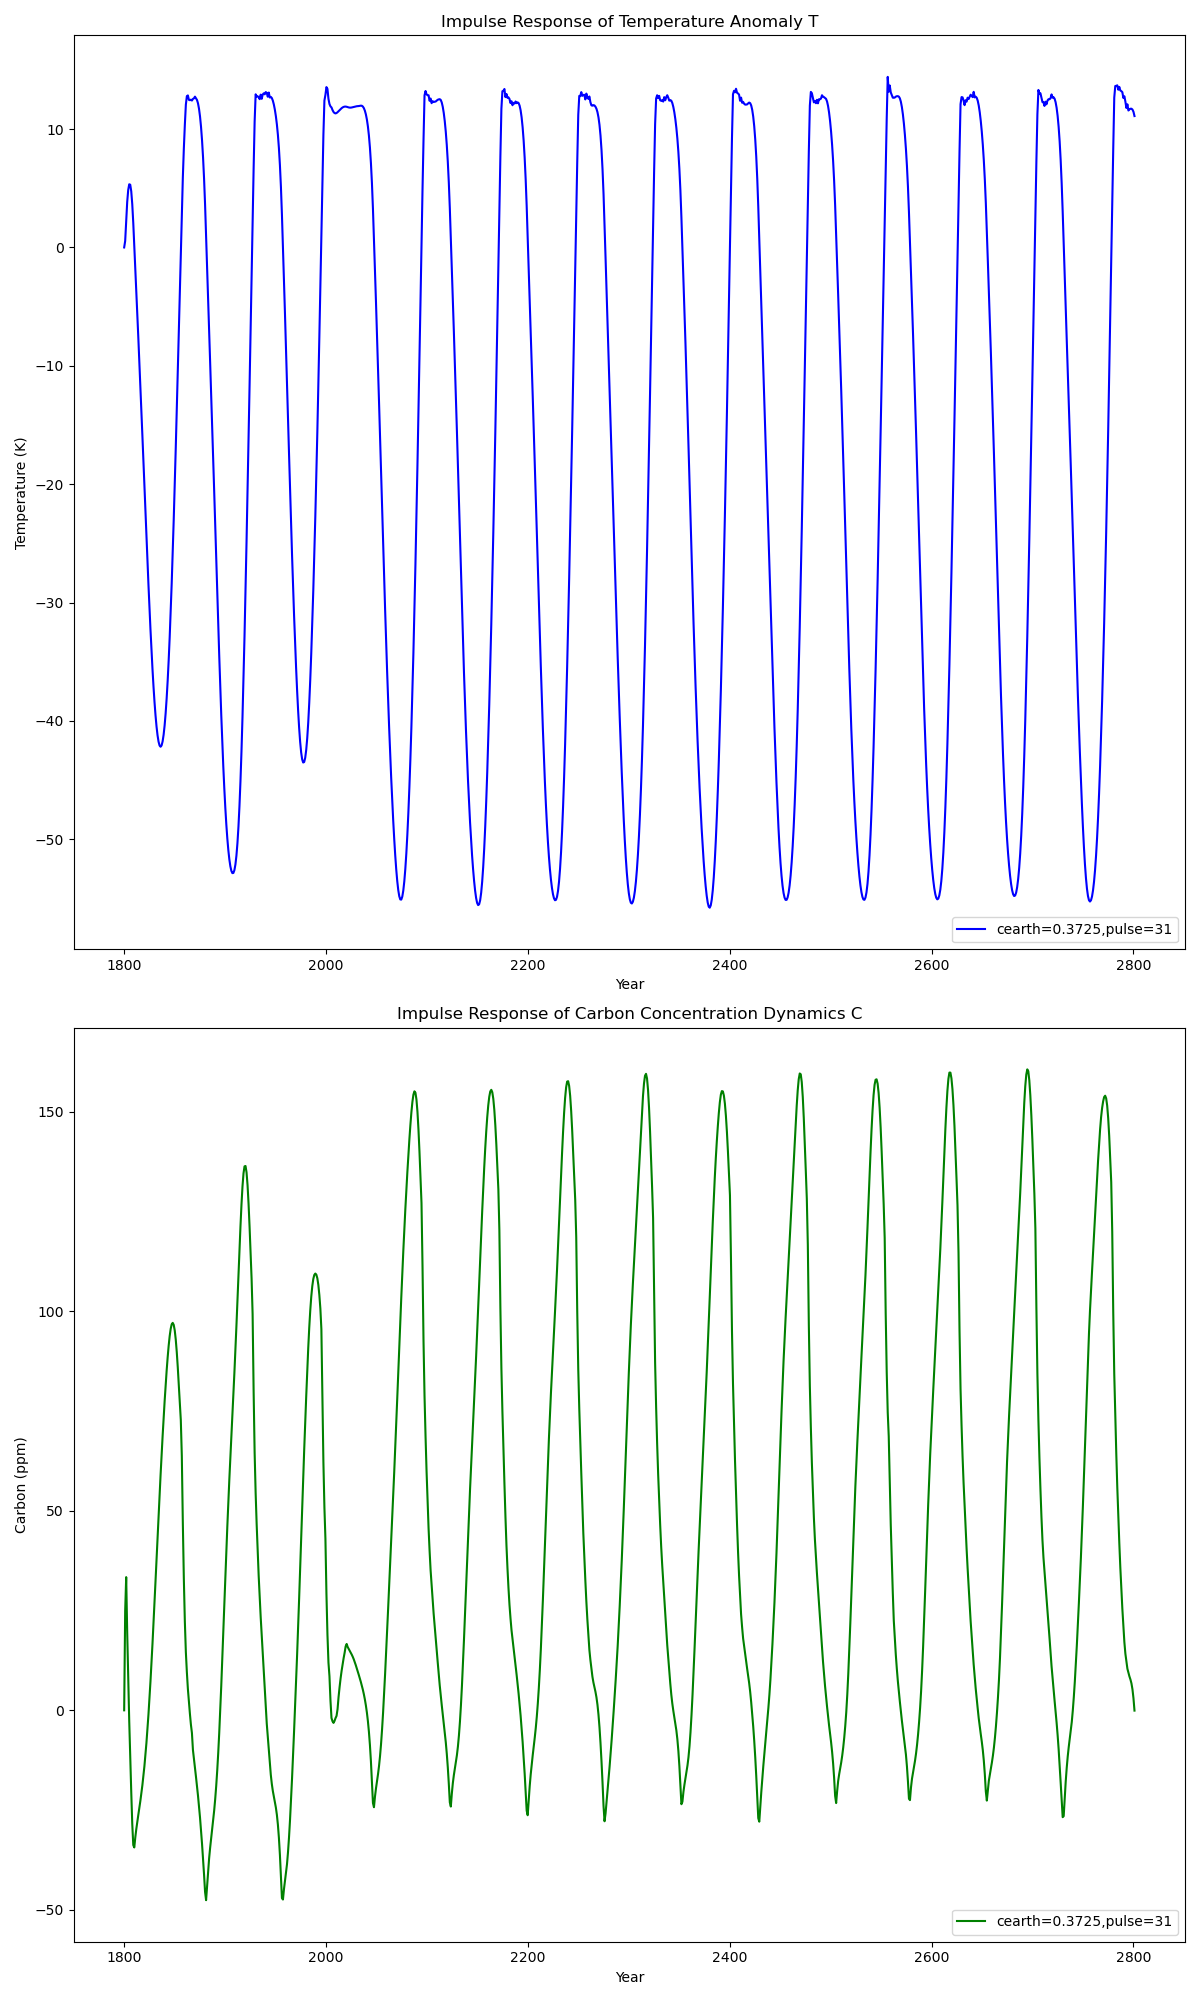 Impulse Response of Temperature Anomaly T
10
0
−10
−20
−30
−40
−50
Temperature (K)
1800 2000 2200 2400 2600 2800
Year
cearth=0.3725,pulse=31
Impulse Response of Carbon Concentration Dynamics C
150
100
50
0
−50
Carbon (ppm)
1800 2000 2200 2400 2600 2800
Year
cearth=0.3725,pulse=31